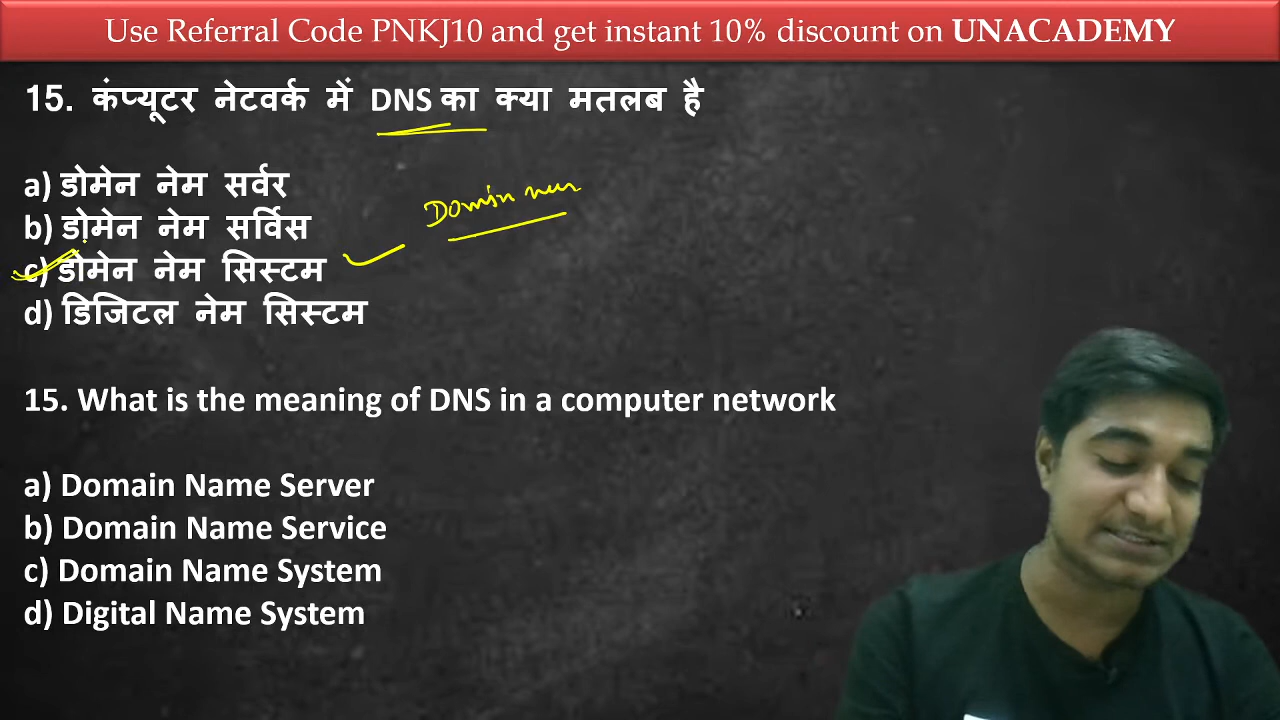 Use Referral Code PNKJ10 and get instant 10% discount on UNACADEMY
15. कंप्यूटर नेटवर्क में DNS का क्या मतलब है
a) डोमेन नेम सर्वर
b) डोमेन नेम सर्विस
Domain
c) डोमेन नेम सिस्टम
d) डिजिटल नेम सिस्टम
15. What is the meaning of DNS in a computer network
a) Domain Name Server
b) Domain Name Service
c) Domain Name System
d) Digital Name System